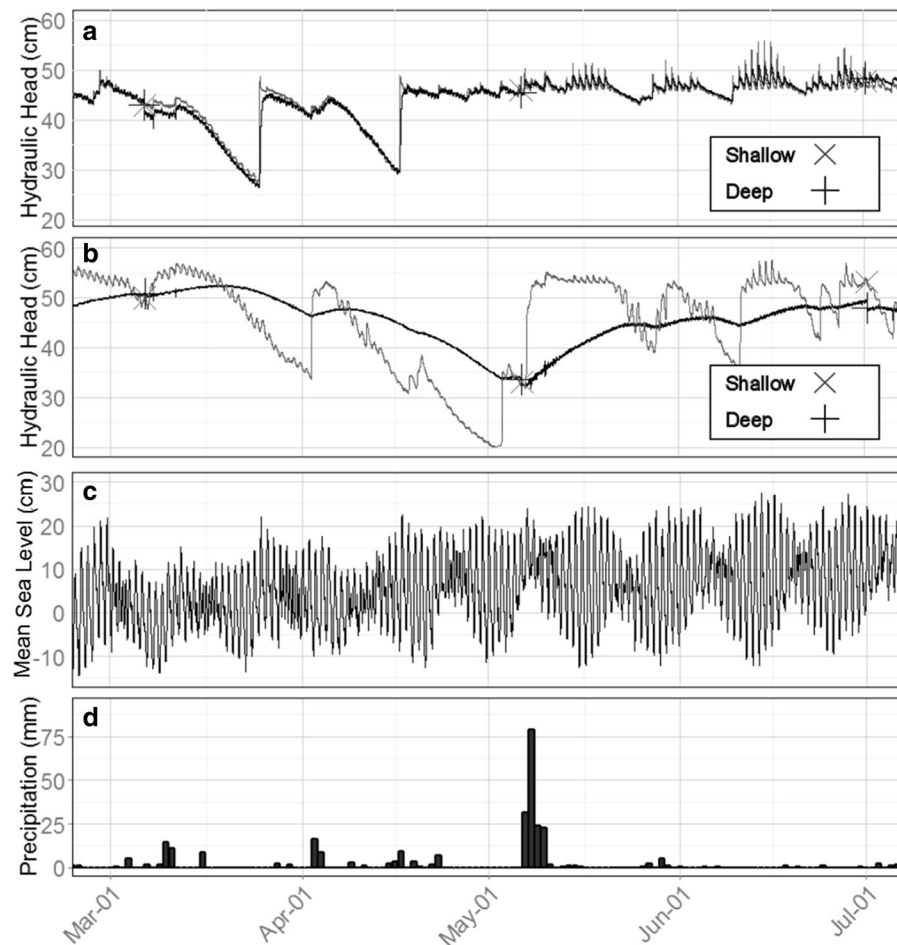 a
Hydraulic Head (cm)
60
50
40
30
20
Shallow
Deep
b
Hydraulic Head (cm)
60
50
40
30
20
Shallow
Deep
c
Mean Sea Level (cm)
30
20
10
0
-10
d
Precipitation (mm)
75
50
25
0
Mar-01
Apr-01
May-01
Jun-01
Jul-01